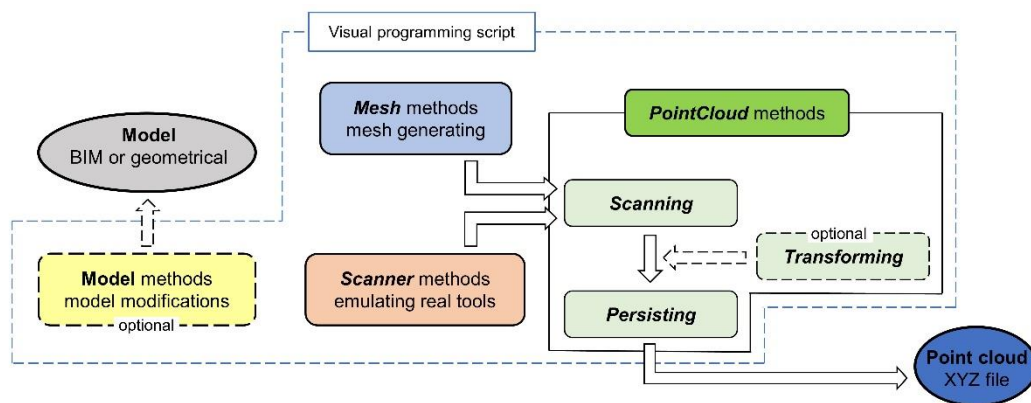 Visual programming script
Mesh methods
mesh generating
PointCloud methods
Model
BIM or geometrical
Scanning
optional
Transforming
Model methods
model modifications
optional
Scanner methods
emulating real tools
Persisting
Point cloud
XYZ file